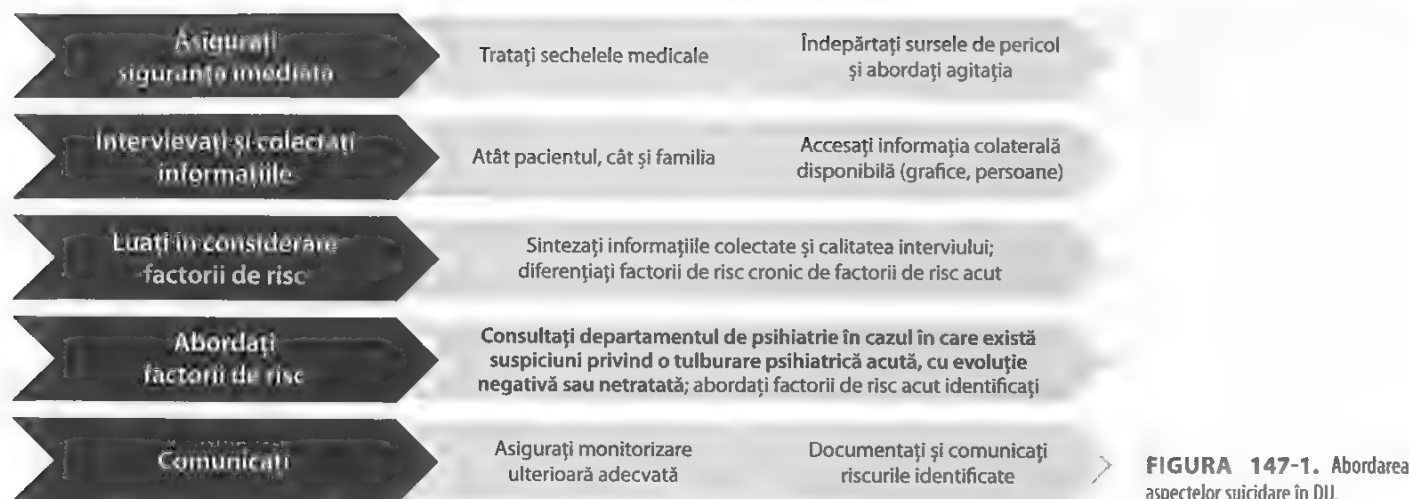 Asigurați
siguranța imediată
Tratați sechelele medicale
Îndepărtați sursele de pericol
și abordați agitația
Intervievați și colectați
informațiile
Atât pacientul, cât și familia
Accesați informația colaterală
disponibilă (grafice, persoane)
Luați în considerare
factorii de risc
Sintezați informațiile colectate și calitatea interviului;
diferențiați factorii de risc cronic de factorii de risc acut
Abordați
factorii de risc
Consultați departamentul de psihiatrie în cazul în care există
suspiciuni privind o tulburare psihiatrică acută, cu evoluție
negativă sau netratată; abordați factorii de risc acut identificați
Comunicați
Asigurați monitorizare
ulterioară adecvată
Documentați și comunicați
riscurile identificate
FIGURA 147-1. Abordarea
aspectelor suicidare în DU.